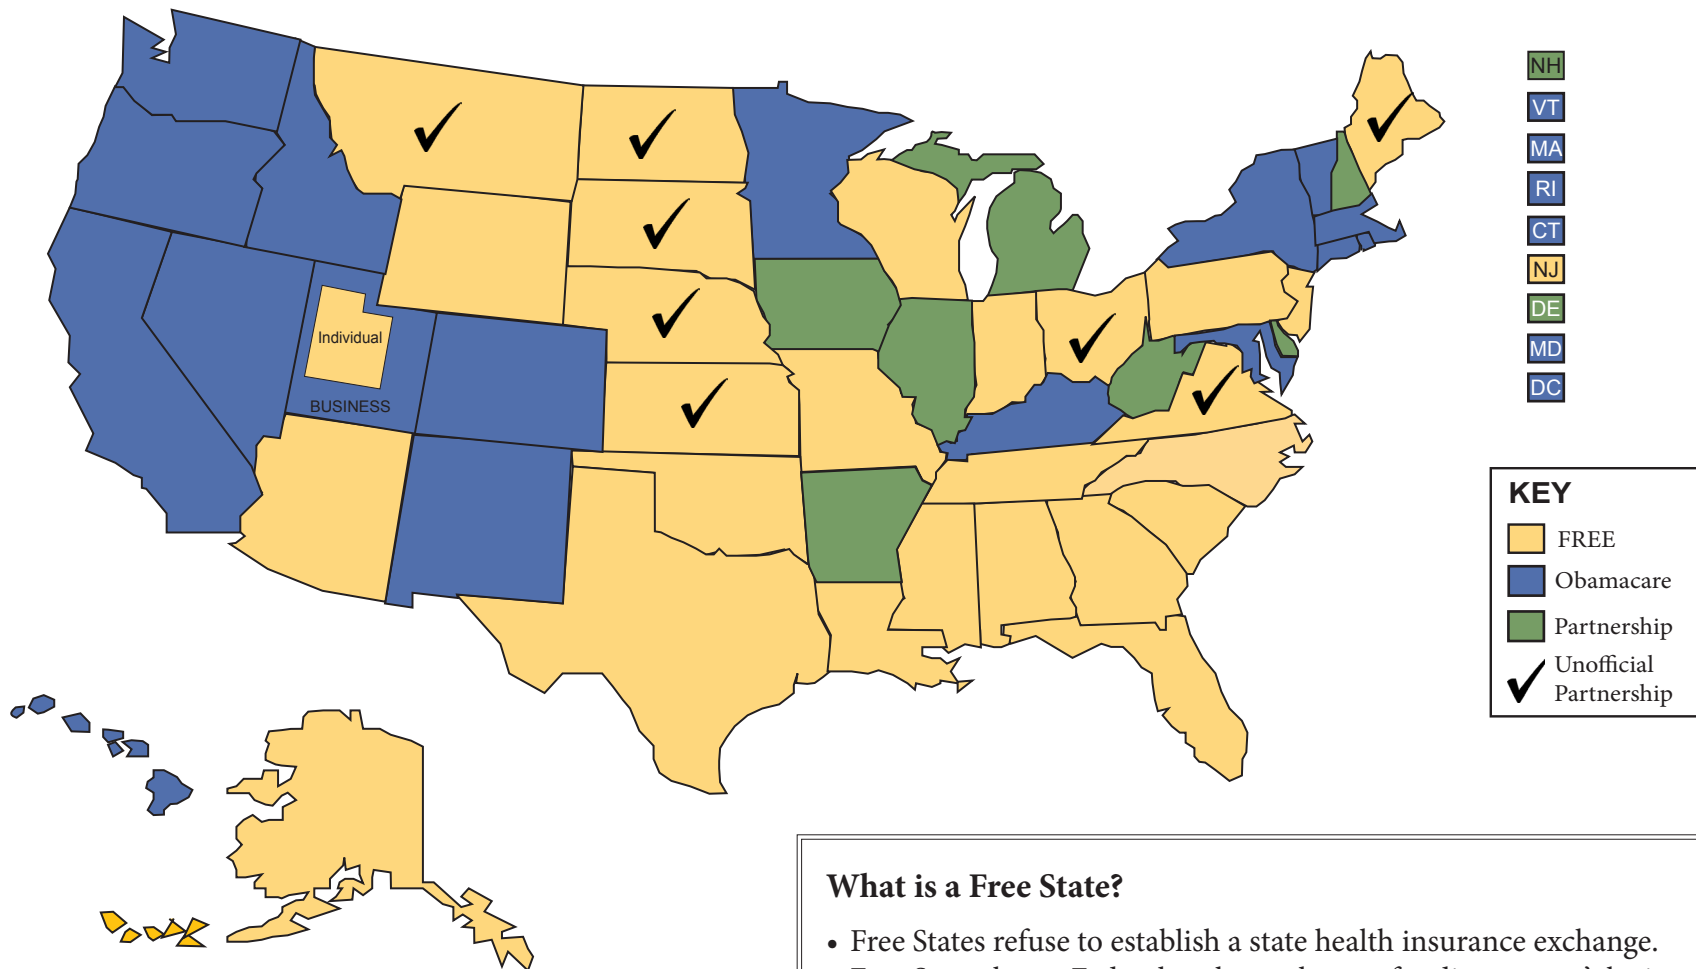 NH
VT
MA
RI
CT
NJ
DE
MD
DC
Individual
BUSINESS
KEY
FREE
Obamacare
Partnership
Unofficial
Partnership
What is a Free State?
• Free States refuse to establish a state health insurance exchange.